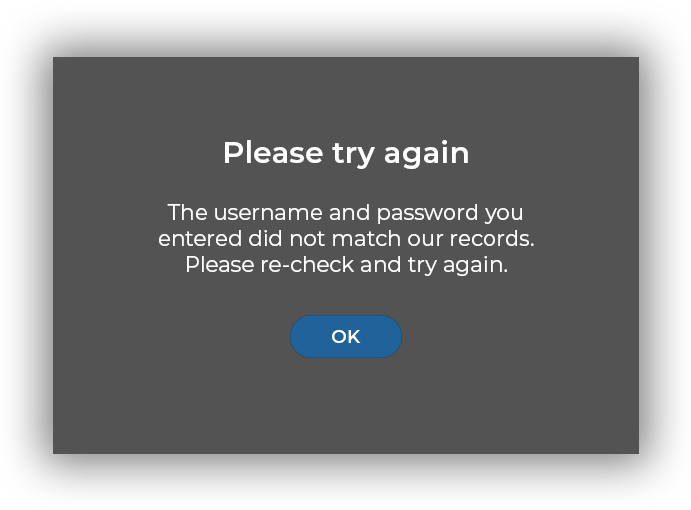 Please try again
The username and password you
entered did not match our records.
Please re-check and try again.
OK